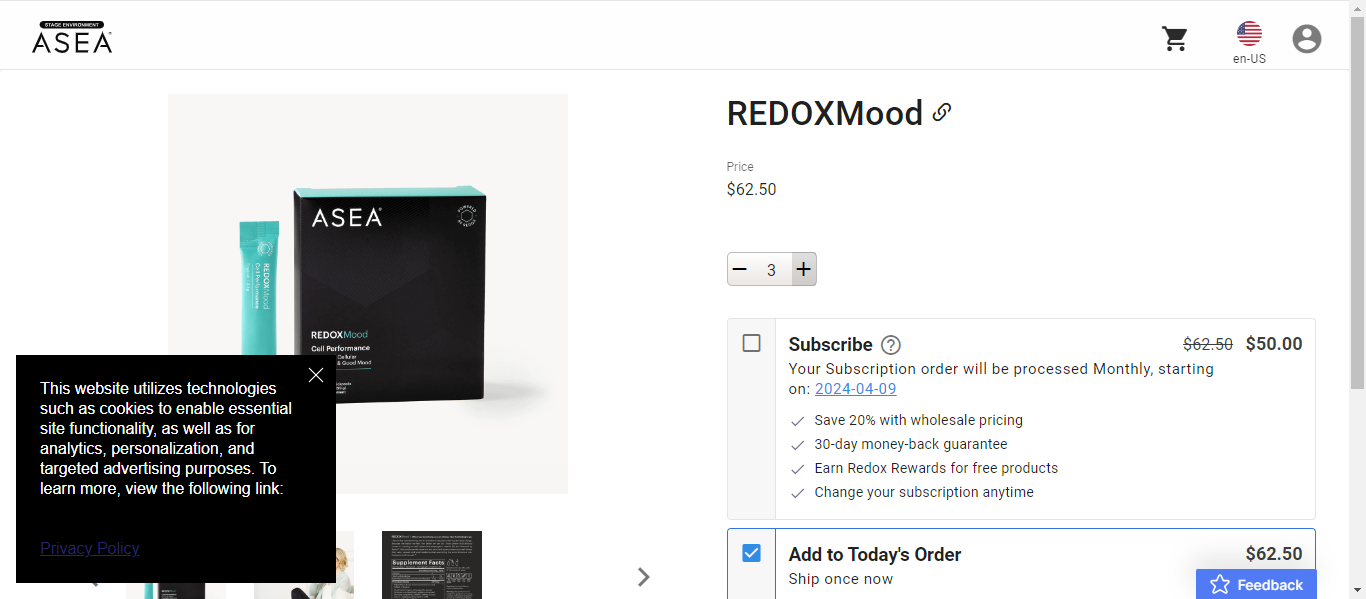 STAGE ENVIRONMENT
ASEA
en-US
REDOXMood
Price
$62.50
3
ASEA
REDOXMood
Cell Performance
Cellular
& Good Mood
REDOXMood
Cell Performance
Subscribe
$62.50 $50.00
Your Subscription order will be processed Monthly, starting
on: 2024-04-09
Save 20% with wholesale pricing
30-day money-back guarantee
Earn Redox Rewards for free products
Change your subscription anytime
Add to Today's Order
$62.50
Ship once now
Feedback
This website utilizes technologies
such as cookies to enable essential
site functionality, as well as for
analytics, personalization, and
targeted advertising purposes. To
learn more, view the following link:
Privacy Policy
Supplement Facts